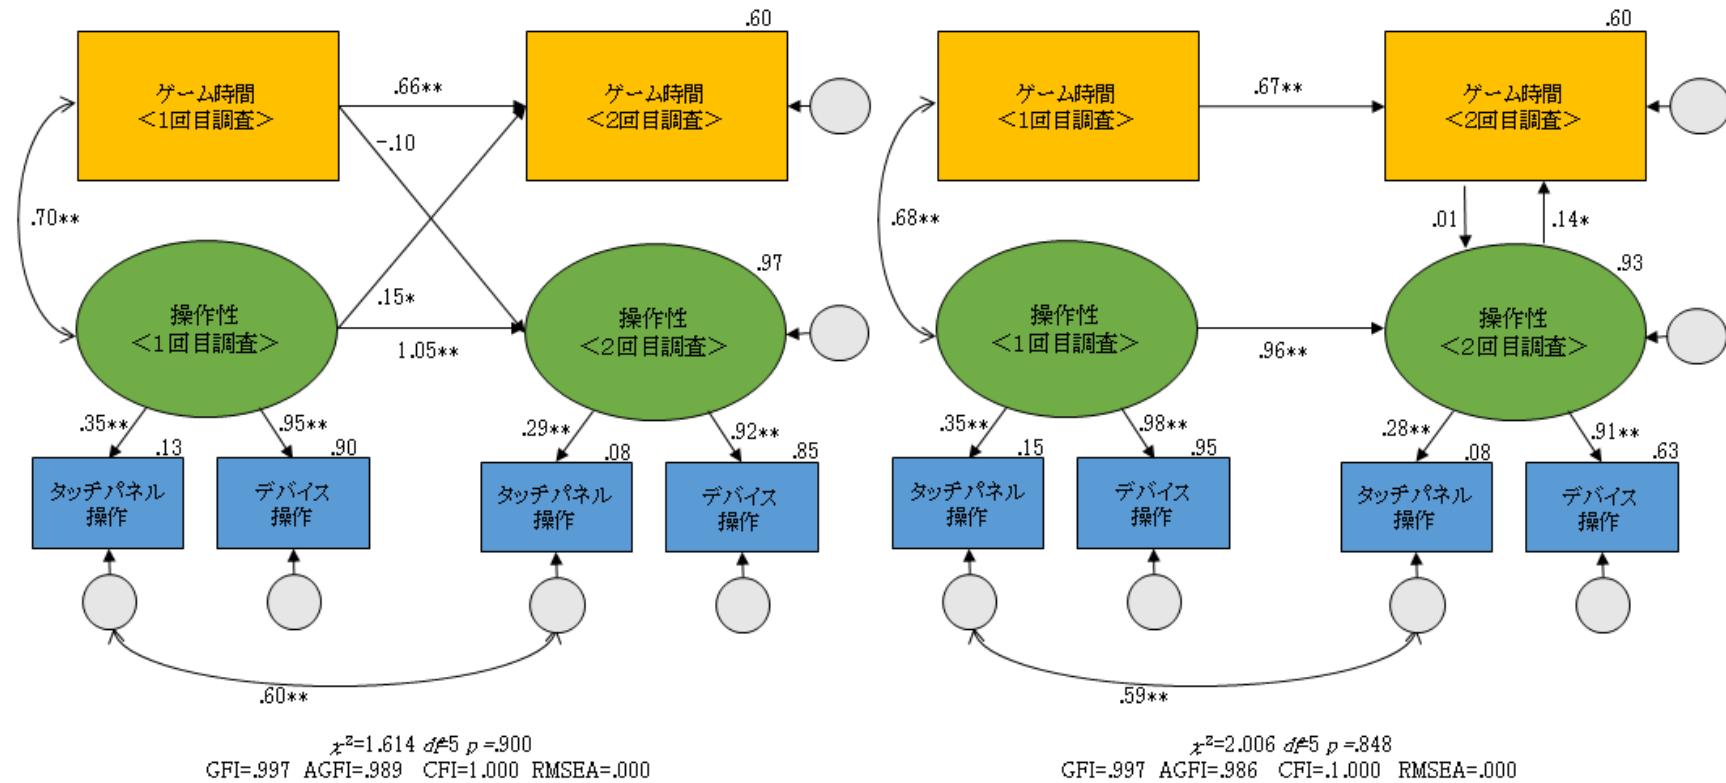 .60
ゲーム時間
<1回目調査>
.66**
ゲーム時間
<2回目調査>
-.10
.70**
.15*
.97
操作性
<1回目調査>
1.05**
操作性
<2回目調査>
.35**
.95**
.29**
.92**
.13
.90
.08
.85
タッチパネル
操作
デバイス
操作
タッチパネル
操作
デバイス
操作
.60**
χ²=1.614 df=5 p=.900
GFI=.997 AGFI=.989 CFI=1.000 RMSEA=.000
.60
ゲーム時間
<1回目調査>
.67**
ゲーム時間
<2回目調査>
.68**
.01
.14*
.93
操作性
<1回目調査>
.96**
操作性
<2回目調査>
.35**
.98**
.28**
.91**
.15
.95
.08
.63
タッチパネル
操作
デバイス
操作
タッチパネル
操作
デバイス
操作
.59**
χ²=2.006 df=5 p=.848
GFI=.997 AGFI=.986 CFI=.1.000 RMSEA=.000